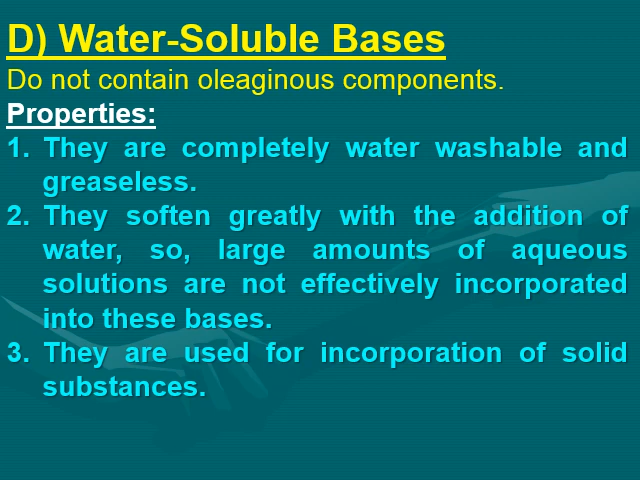 D) Water-Soluble Bases
Do not contain oleaginous components.
Properties:
1. They are completely water washable and
greaseless.
2. They soften greatly with the addition of
water, so, large amounts of aqueous
solutions are not effectively incorporated
into these bases.
3. They are used for incorporation of solid
substances.